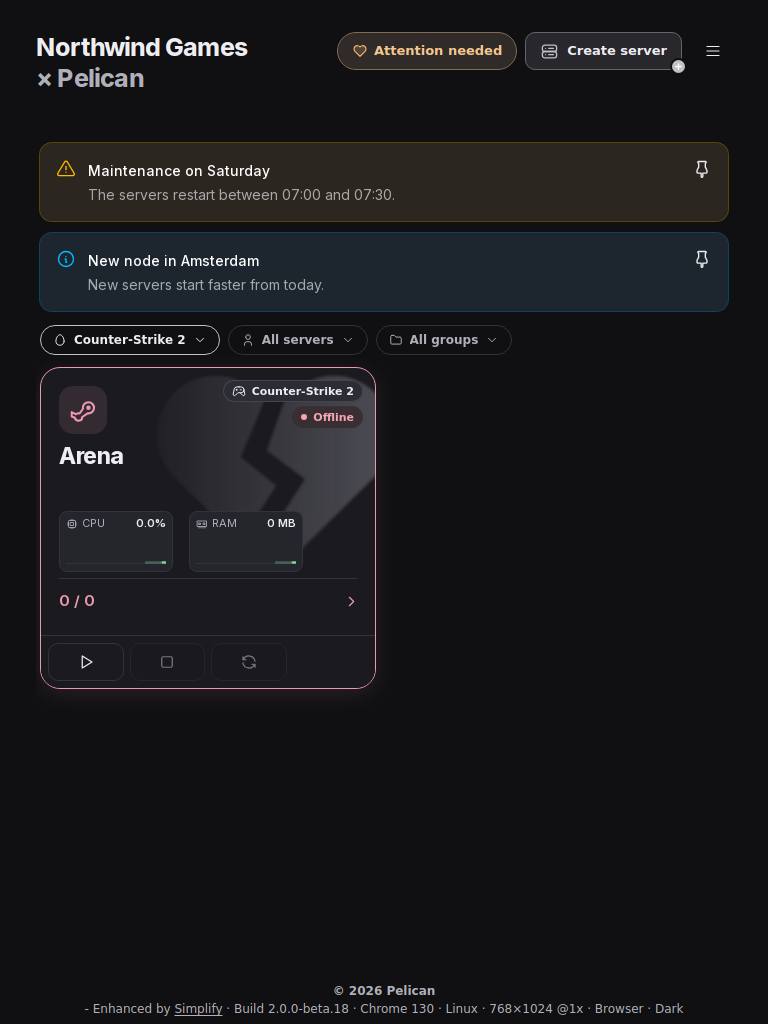 Northwind Games
× Pelican
Attention needed
Create server
Maintenance on Saturday
The servers restart between 07:00 and 07:30.
New node in Amsterdam
New servers start faster from today.
Counter-Strike 2
All servers
All groups
Counter-Strike 2
Offline
Arena
CPU 0.0%
RAM 0 MB
0 / 0
© 2026 Pelican
- Enhanced by Simplify · Build 2.0.0-beta.18 · Chrome 130 · Linux · 768×1024 @1x · Browser · Dark